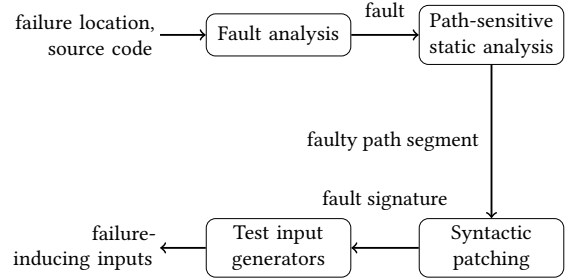 failure location,
source code
Fault analysis
fault
Path-sensitive
static analysis
faulty path segment
fault signature
failure-
inducing inputs
Test input
generators
Syntactic
patching